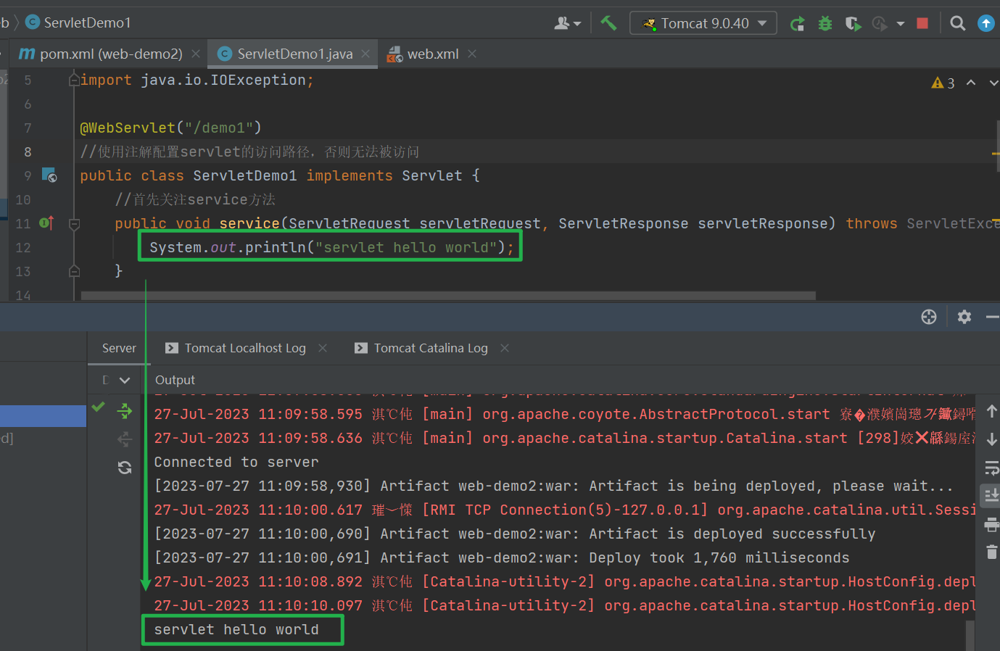 ServletDemo1
Tomcat 9.0.40
pom.xml (web-demo2)
ServletDemo1.java
web.xml
5 import java.io.IOException;
3
6
7 @WebServlet("/demo1")
8 //使用注解配置servlet的访问路径，否则无法被访问
9 public class ServletDemo1 implements Servlet {
10 //首先关注service方法
11 public void service(ServletRequest servletRequest, ServletResponse servletResponse) throws ServletExce
12 System.out.println("servlet hello world");
13 }
14
Server
Tomcat Localhost Log
Tomcat Catalina Log
Output
27-Jul-2023 11:09:58.595 淇℃伅 [main] org.apache.coyote.AbstractProtocol.start
27-Jul-2023 11:09:58.636 淇℃伅 [main] org.apache.catalina.startup.Catalina.start [298]
ed]
Connected to server
[2023-07-27 11:09:58,930] Artifact web-demo2:war: Artifact is being deployed, please wait...
27-Jul-2023 11:10:00.617 [RMI TCP Connection(5)-127.0.0.1] org.apache.catalina.util.Sessi
[2023-07-27 11:10:00,690] Artifact web-demo2:war: Artifact is deployed successfully
[2023-07-27 11:10:00,691] Artifact web-demo2:war: Deploy took 1,760 milliseconds
27-Jul-2023 11:10:08.892 淇℃伅 [Catalina-utility-2] org.apache.catalina.startup.HostConfig.depl
27-Jul-2023 11:10:10.097 淇℃伅 [Catalina-utility-2] org.apache.catalina.startup.HostConfig.depl
servlet hello world